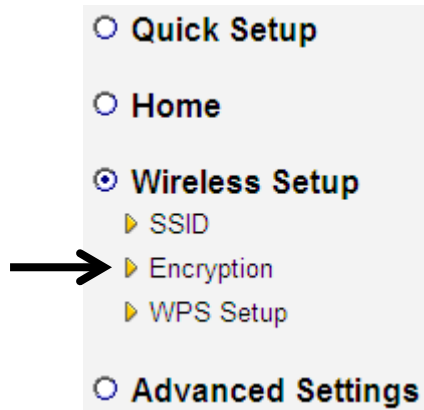 Quick Setup
Home
Wireless Setup
SSID
Encryption
WPS Setup
Advanced Settings